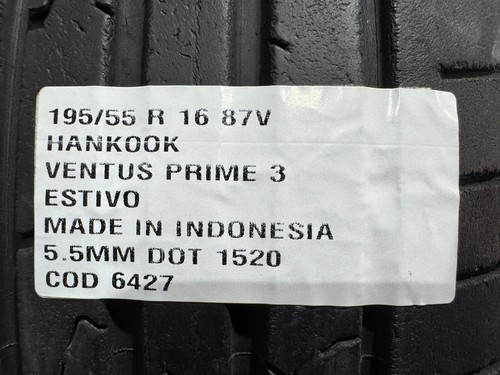 195/55 R 16 87V
HANKOOK
VENTUS PRIME 3
ESTIVO
MADE IN INDONESIA
5.5MM DOT 1520
COD 6427